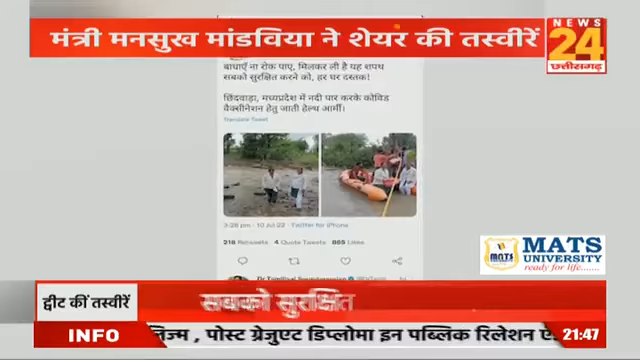 मंत्री मनसुख मांडविया ने शेयर की तस्वीरें
NEWS
24
छत्तीसगढ़
बाधाएँ ना रोक पाए, मिलकर ली है यह शपथ
सबको सुरक्षित करने को, हर घर दस्तक!
छिंदवाड़ा, मध्यप्रदेश में नदी पार करके कोविड
वैक्सीनेशन हेतु जाती हेल्थ आर्मी।
Translate Tweet
3:28 pm · 10 Jul 22 · Twitter for iPhone
218 Retweets 4 Quote Tweets 885 Likes
MATS
MATS
UNIVERSITY
ready for life......
ट्वीट कीं तस्वीरें
सबको सुरक्षित
INFO
लिज्म , पोस्ट ग्रेजुएट डिप्लोमा इन पब्लिक रिलेशन
21:47